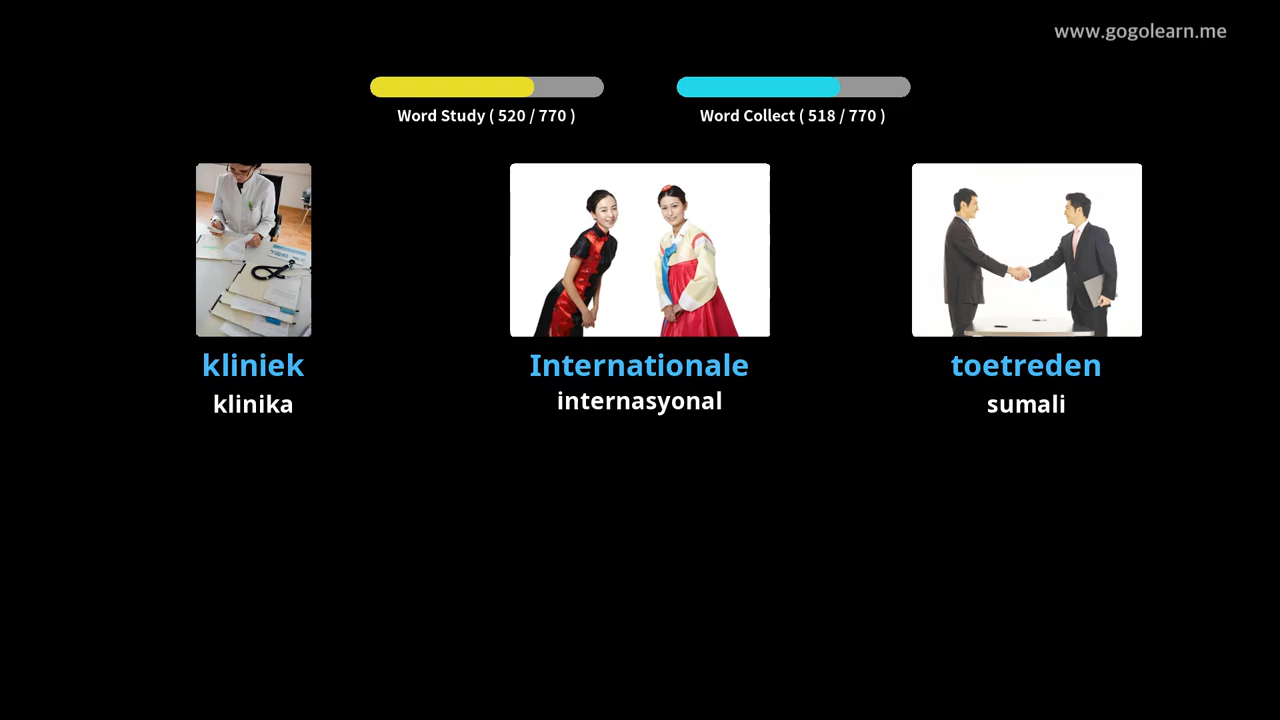 www.gogolearn.me
Word Study ( 520 / 770 )
Word Collect ( 518 / 770 )
kliniek
klinika
Internationale
internasyonal
toetreden
sumali